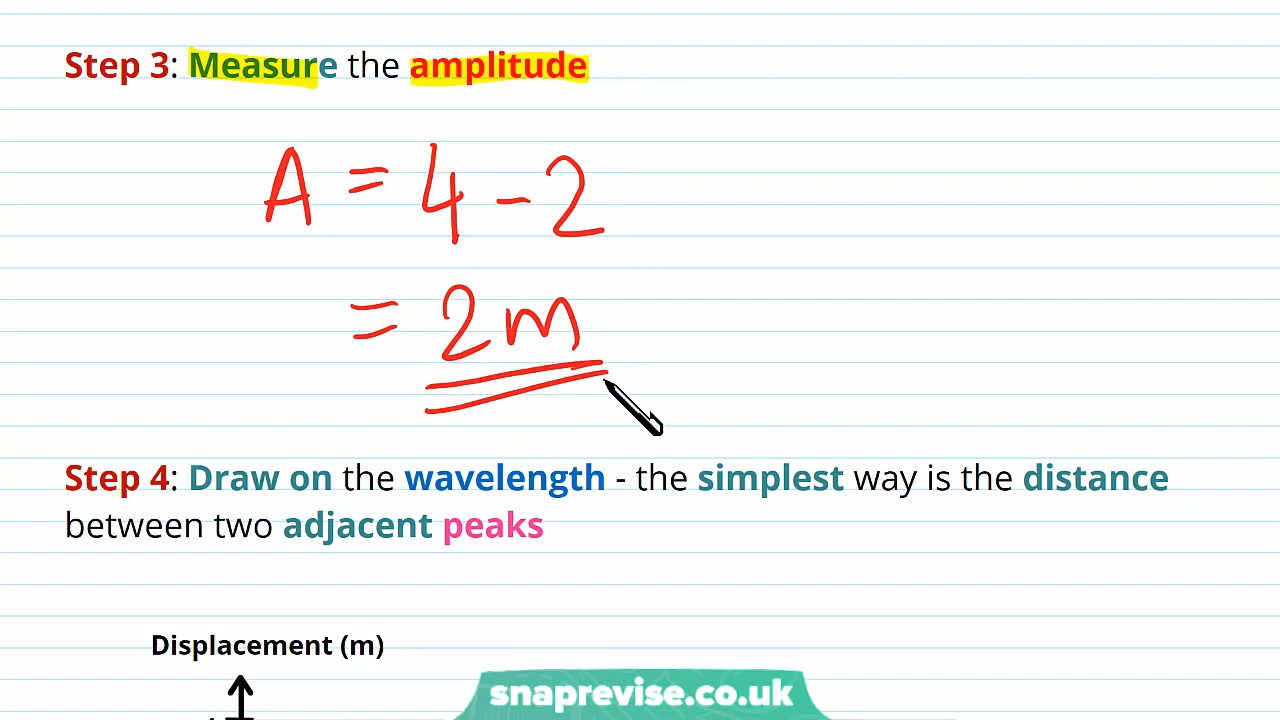 Step 3: Measure the amplitude
A = 4 - 2
= 2m
Step 4: Draw on the wavelength - the simplest way is the distance
between two adjacent peaks
Displacement (m)
snaprevise.co.uk